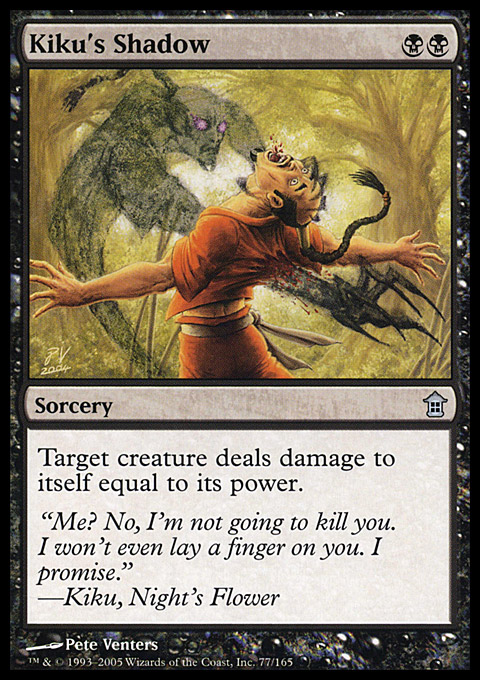 Kiku's Shadow
PV
2004
Sorcery
Target creature deals damage to
itself equal to its power.
“Me? No, I'm not going to kill you.
I won't even lay a finger on you. I
promise.”
—Kiku, Night's Flower
Pete Venters
™ & © 1993–2005 Wizards of the Coast, Inc. 77/165